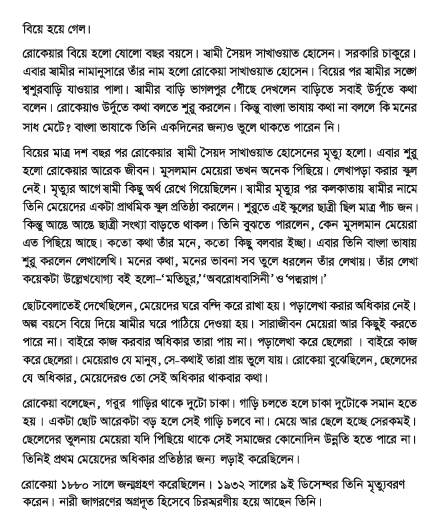 বিয়ে হয়ে গেল।
রোকেয়ার বিয়ে হলো ষোলো বছর বয়সে। স্বামী সৈয়দ সাখাওয়াত হোসেন। সরকারি চাকুরে।
এবার স্বামীর নামানুসারে তাঁর নাম হলো রোকেয়া সাখাওয়াত হোসেন। বিয়ের পর স্বামীর সঙ্গে
শ্বশুরবাড়ি যাওয়ার পালা। স্বামীর বাড়ি ভাগলপুর পৌঁছে দেখলেন বাড়িতে সবাই উর্দুতে কথা
বলেন। রোকেয়াও উর্দুতে কথা বলতে শুরু করলেন। কিন্তু বাংলা ভাষায় কথা না বললে কি মনের
সাধ মেটে? বাংলা ভাষাকে তিনি একদিনের জন্যও ভুলে থাকতে পারেন নি।
বিয়ের মাত্র দশ বছর পর রোকেয়ার স্বামী সৈয়দ সাখাওয়াত হোসেনের মৃত্যু হলো। এবার শুরু
হলো রোকেয়ার আরেক জীবন। মুসলমান মেয়েরা তখন অনেক পিছিয়ে। লেখাপড়া করার স্কুল
নেই। মৃত্যুর আগে স্বামী কিছু অর্থ রেখে গিয়েছিলেন। স্বামীর মৃত্যুর পর কলকাতায় স্বামীর নামে
তিনি মেয়েদের একটা প্রাথমিক স্কুল প্রতিষ্ঠা করলেন। শুরুতে এই স্কুলের ছাত্রী ছিল মাত্র পাঁচ জন।
কিন্তু আস্তে আস্তে ছাত্রী সংখ্যা বাড়তে থাকল। তিনি বুঝতে পারলেন, কেন মুসলমান মেয়েরা
এত পিছিয়ে আছে। কতো কথা তাঁর মনে, কতো কিছু বলবার ইচ্ছা। এবার তিনি বাংলা ভাষায়
শুরু করলেন লেখালেখি। মনের কথা, মনের ভাবনা সব তুলে ধরলেন তাঁর লেখায়। তাঁর লেখা
কয়েকটা উল্লেখযোগ্য বই হলো–‘মতিচুর,’ ‘অবরোধবাসিনী’ ও ‘পদ্মরাগ।’
ছোটবেলাতেই দেখেছিলেন, মেয়েদের ঘরে বন্দি করে রাখা হয়। পড়ালেখা করার অধিকার নেই।
অল্প বয়সে বিয়ে দিয়ে স্বামীর ঘরে পাঠিয়ে দেওয়া হয়। সারাজীবন মেয়েরা আর কিছুই করতে
পারে না। বাইরে কাজ করবার অধিকার তারা পায় না। পড়ালেখা করে ছেলেরা । বাইরে কাজ
করে ছেলেরা। মেয়েরাও যে মানুষ, সে-কথাই তারা প্রায় ভুলে যায়। রোকেয়া বুঝেছিলেন, ছেলেদের
যে অধিকার, মেয়েদেরও তো সেই অধিকার থাকবার কথা।
রোকেয়া বলেছেন, গরুর গাড়ির থাকে দুটো চাকা। গাড়ি চলতে হলে চাকা দুটোকে সমান হতে
হয় । একটা ছোট আরেকটা বড় হলে সেই গাড়ি চলবে না। মেয়ে আর ছেলে হচ্ছে সেরকমই।
ছেলেদের তুলনায় মেয়েরা যদি পিছিয়ে থাকে সেই সমাজের কোনোদিন উন্নতি হতে পারে না।
তিনিই প্রথম মেয়েদের অধিকার প্রতিষ্ঠার জন্য লড়াই করেছিলেন।
রোকেয়া ১৮৮০ সালে জন্মগ্রহণ করেছিলেন। ১৯৩২ সালের ৯ই ডিসেম্বর তিনি মৃত্যুবরণ
করেন। নারী জাগরণের অগ্রদূত হিসেবে চিরস্মরণীয় হয়ে আছেন তিনি।